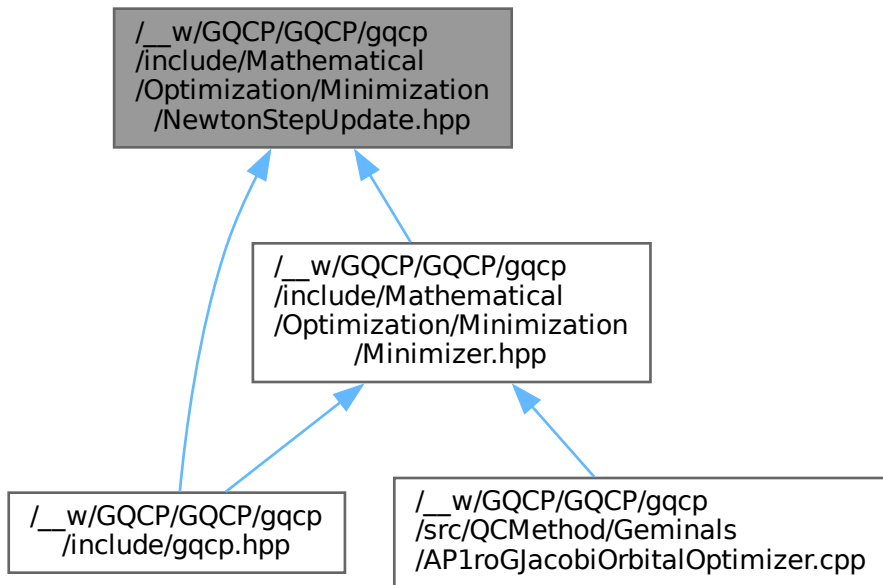 /__w/GQCP/GQCP/gqcp
/include/Mathematical
/Optimization/Minimization
/NewtonStepUpdate.hpp
/__w/GQCP/GQCP/gqcp
/include/Mathematical
/Optimization/Minimization
/Minimizer.hpp
/__w/GQCP/GQCP/gqcp
/include/gqcp.hpp
/__w/GQCP/GQCP/gqcp
/src/QCMethod/Geminals
/AP1roGJacobiOrbitalOptimizer.cpp